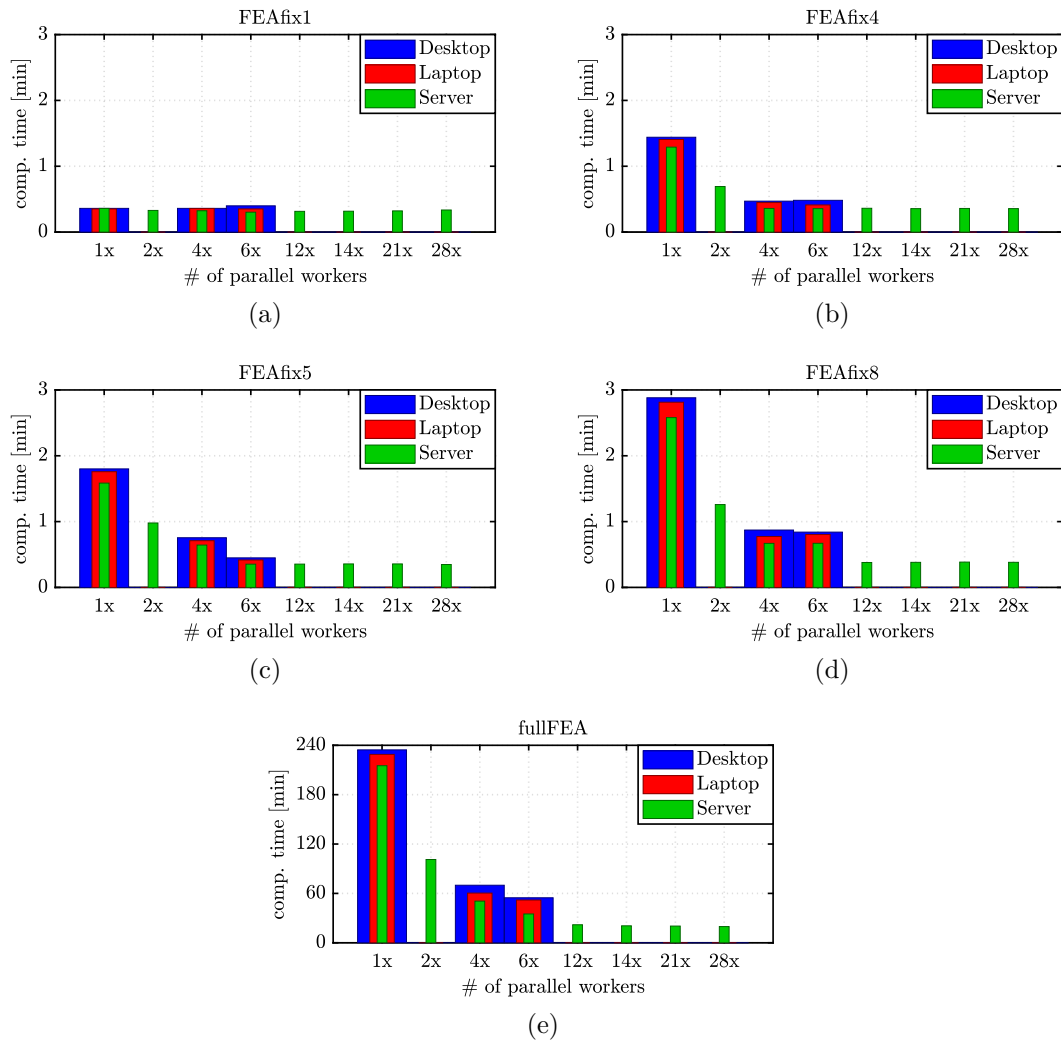 FEAfix1
comp. time [min]
3
2
1
0
Desktop
Laptop
Server
1x 2x 4x 6x 12x 14x 21x 28x
# of parallel workers
(a)
FEAfix4
comp. time [min]
3
2
1
0
Desktop
Laptop
Server
1x 2x 4x 6x 12x 14x 21x 28x
# of parallel workers
(b)
FEAfix5
comp. time [min]
3
2
1
0
Desktop
Laptop
Server
1x 2x 4x 6x 12x 14x 21x 28x
# of parallel workers
(c)
FEAfix8
comp. time [min]
3
2
1
0
Desktop
Laptop
Server
1x 2x 4x 6x 12x 14x 21x 28x
# of parallel workers
(d)
fullFEA
comp. time [min]
240
180
120
60
0
Desktop
Laptop
Server
1x 2x 4x 6x 12x 14x 21x 28x
# of parallel workers
(e)